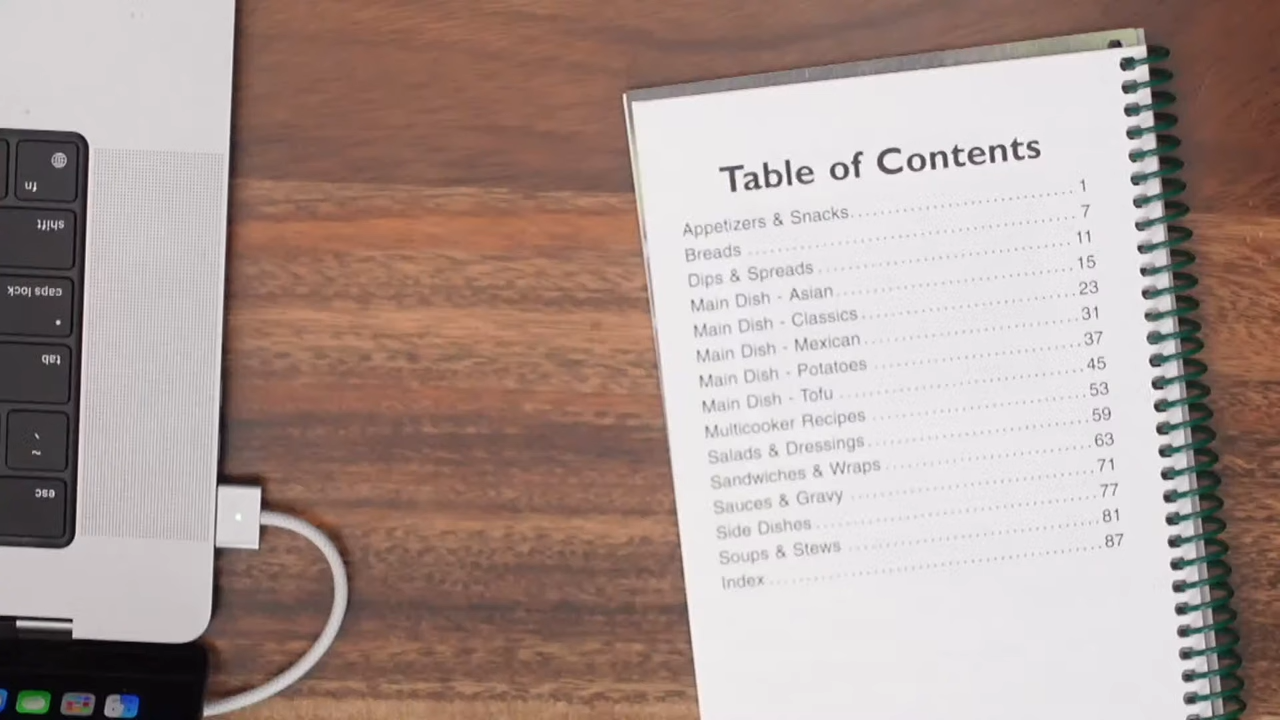 Table of Contents
Appetizers & Snacks 1
Breads 7
Dips & Spreads 11
Main Dish - Asian 15
Main Dish - Classics 23
Main Dish - Mexican 31
Main Dish - Potatoes 37
Main Dish - Tofu 45
Multicooker Recipes 53
Salads & Dressings 59
Sandwiches & Wraps 63
Sauces & Gravy 71
Side Dishes 77
Soups & Stews 81
Index 87
fn
shift
caps lock
tab
~
`
esc